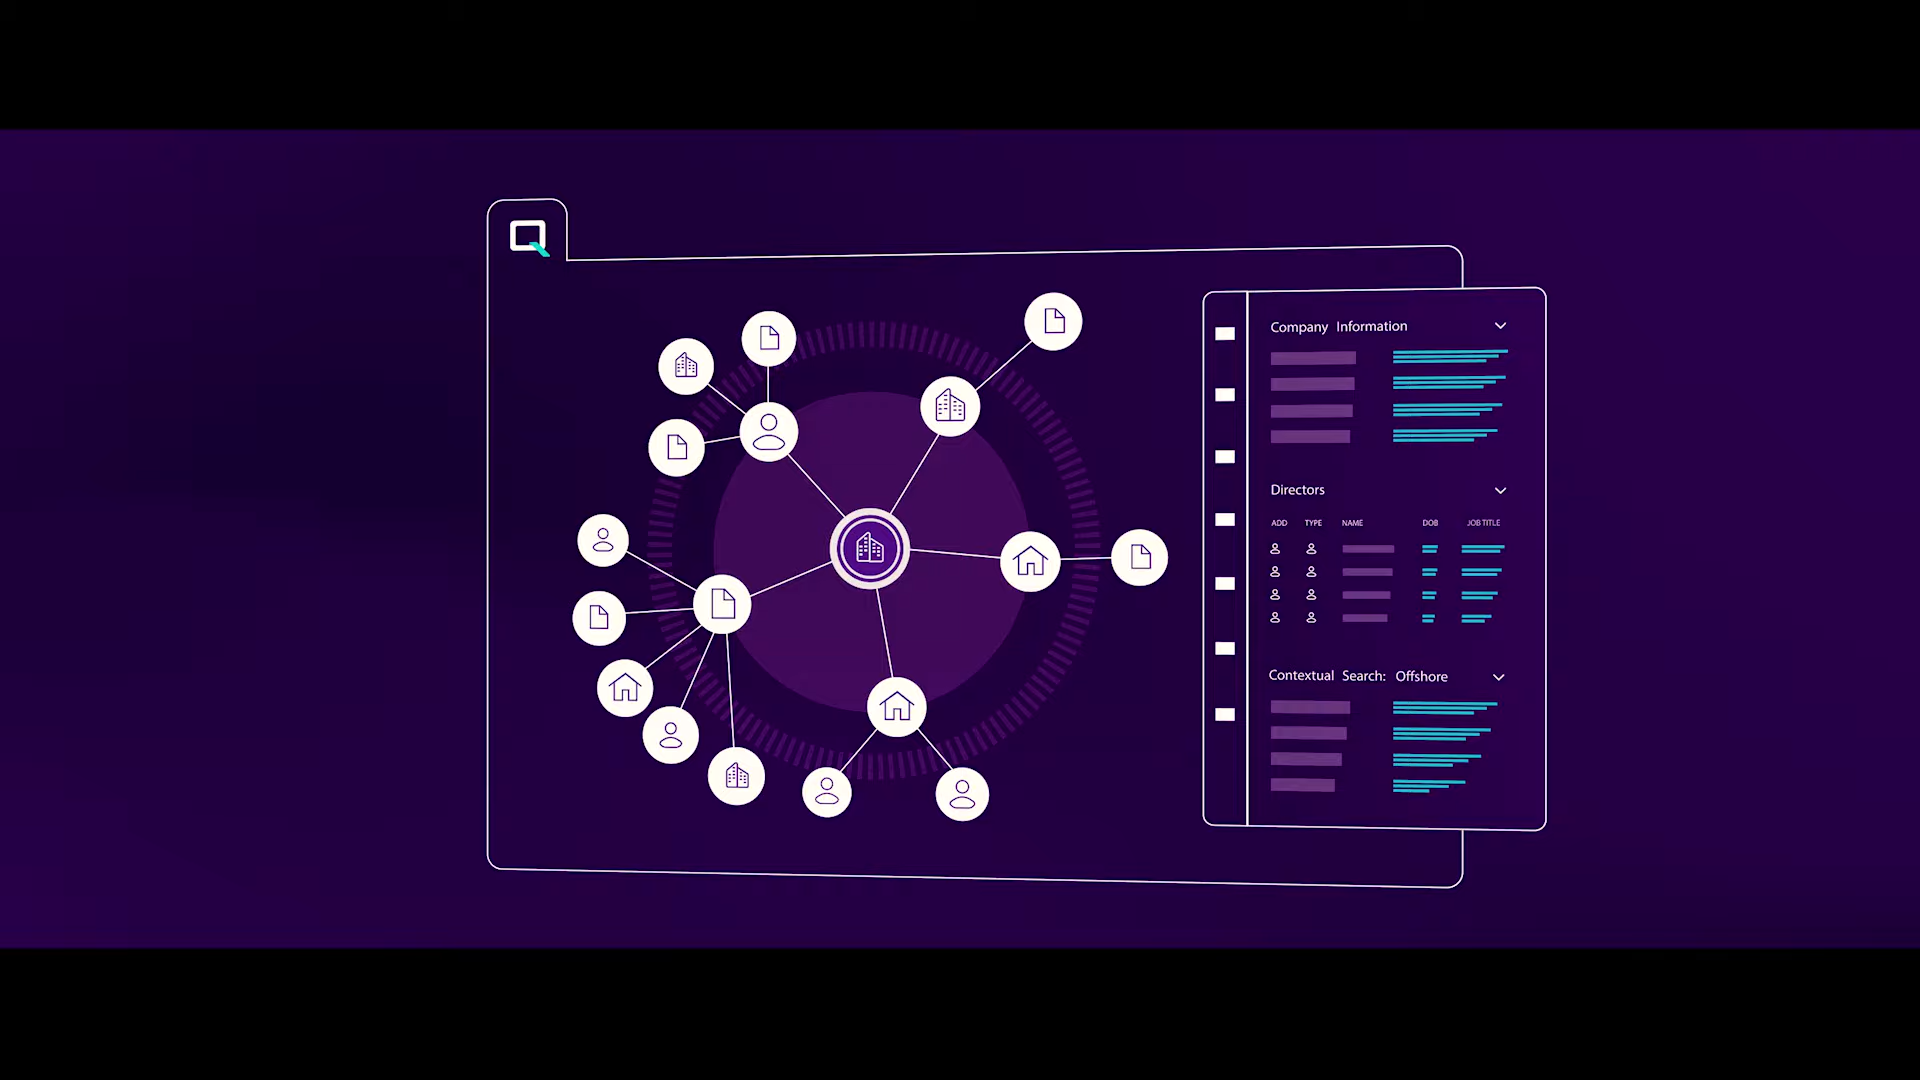 Company Information
Directors
ADD TYPE NAME DOB JOB TITLE
Contextual Search: Offshore